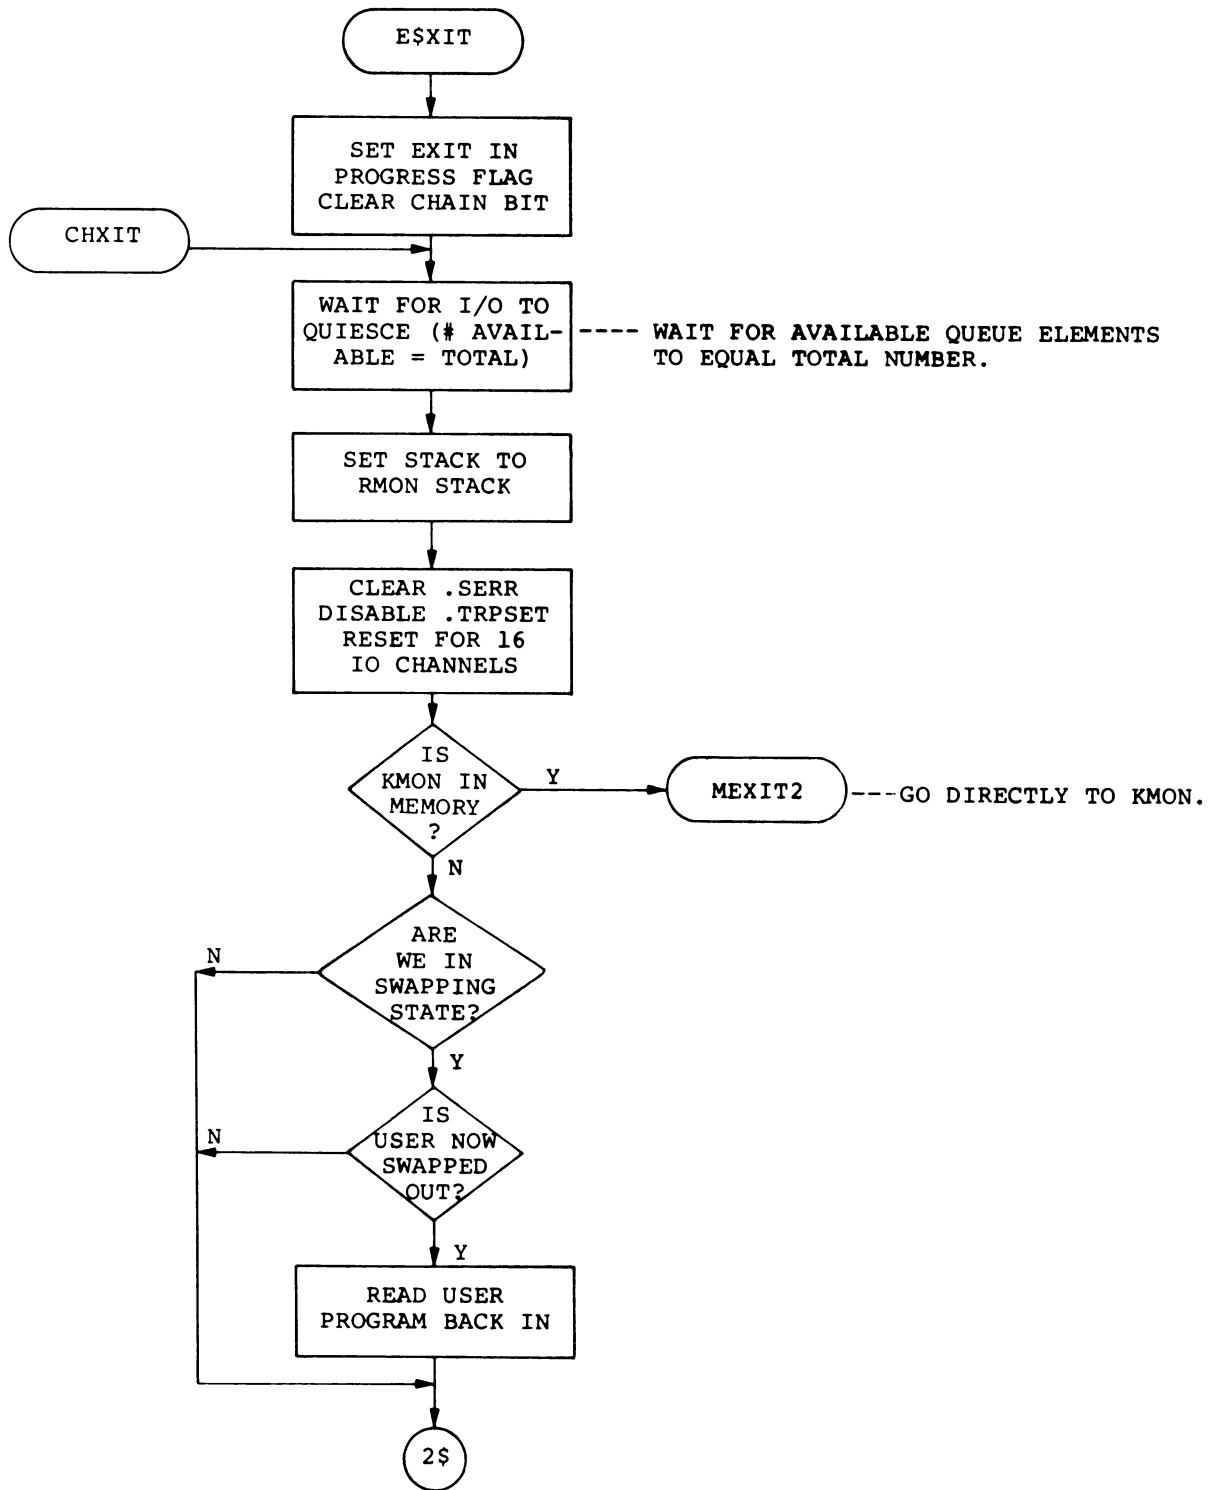 E$XIT
SET EXIT IN
PROGRESS FLAG
CLEAR CHAIN BIT
CHXIT
WAIT FOR I/O TO
QUIESCE (# AVAIL-
ABLE = TOTAL)
---- WAIT FOR AVAILABLE QUEUE ELEMENTS
TO EQUAL TOTAL NUMBER.
SET STACK TO
RMON STACK
CLEAR .SERR
DISABLE .TRPSET
RESET FOR 16
IO CHANNELS
IS
KMON IN
MEMORY
?
Y
MEXIT2
---GO DIRECTLY TO KMON.
N
ARE
WE IN
SWAPPING
STATE?
N
Y
IS
USER NOW
SWAPPED
OUT?
N
Y
READ USER
PROGRAM BACK IN
2$